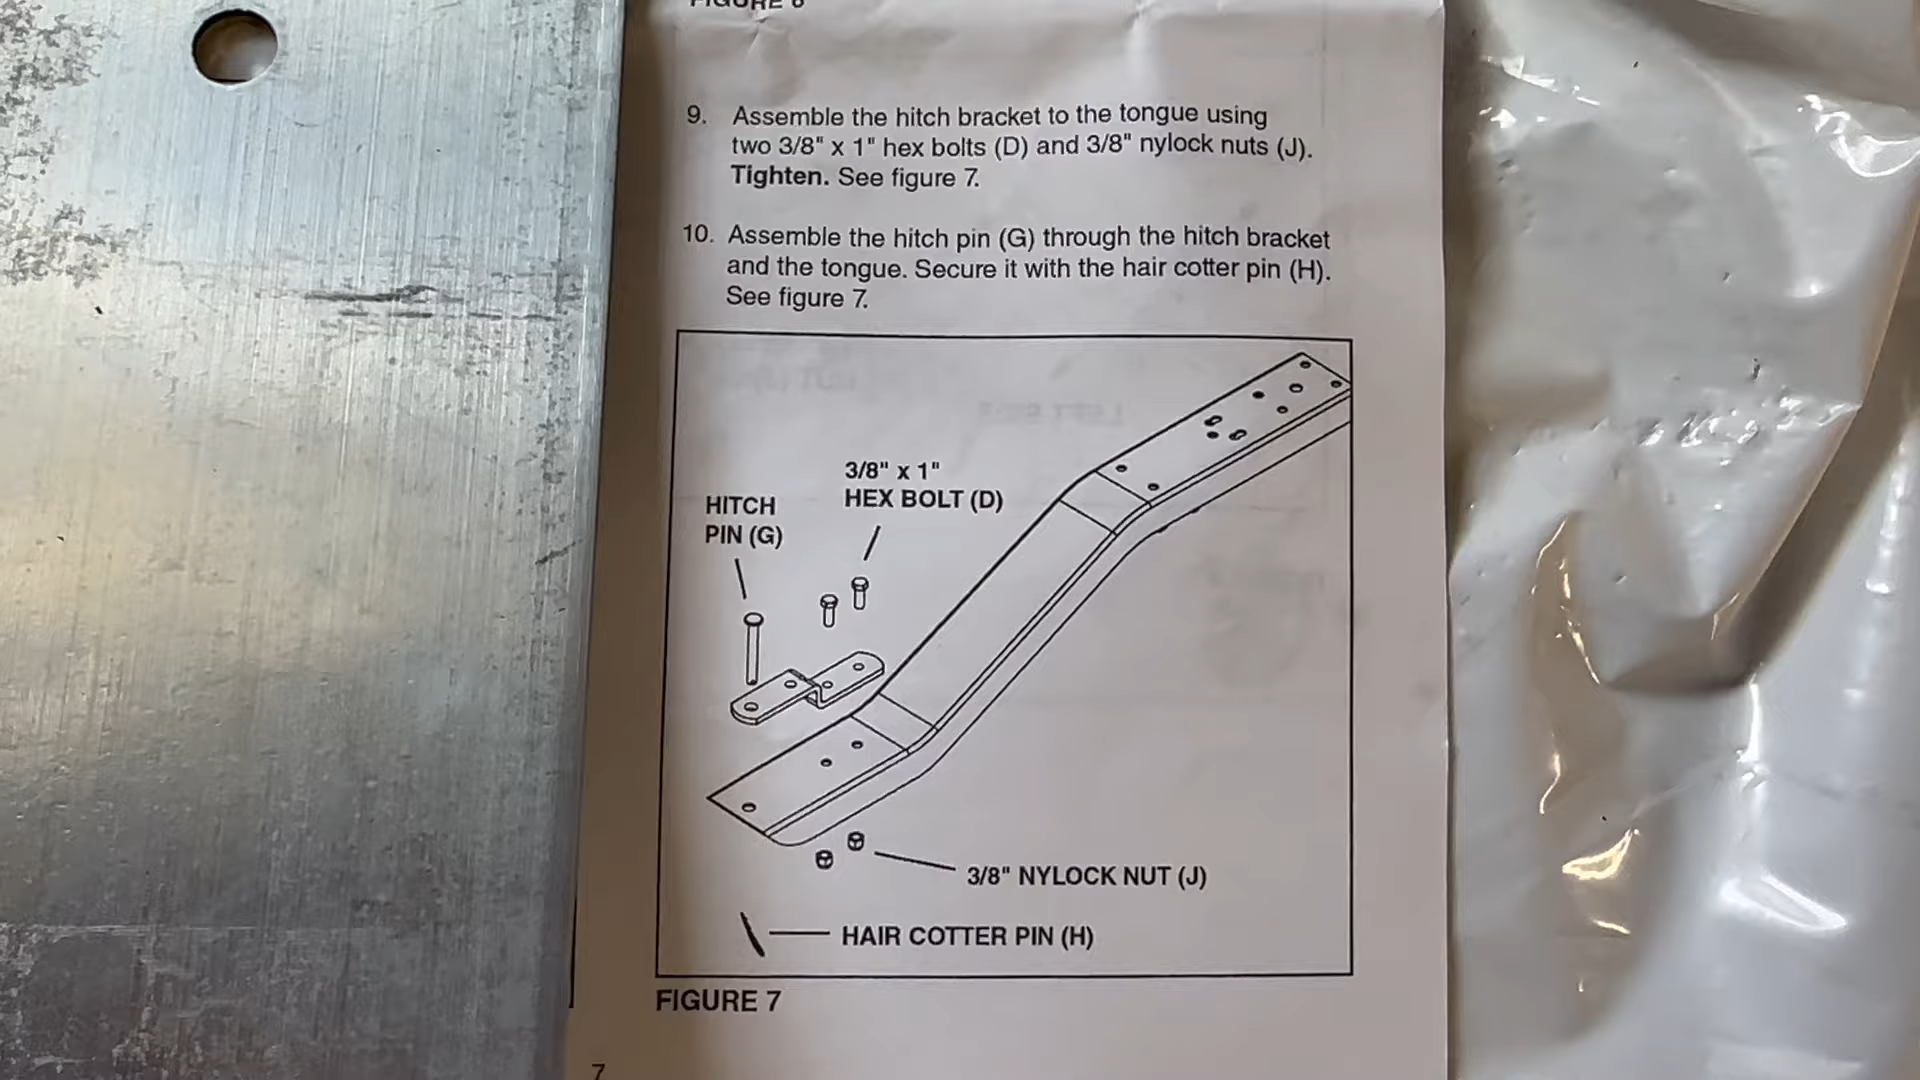 FIGURE 6
9. Assemble the hitch bracket to the tongue using
two 3/8" x 1" hex bolts (D) and 3/8" nylock nuts (J).
Tighten. See figure 7.
10. Assemble the hitch pin (G) through the hitch bracket
and the tongue. Secure it with the hair cotter pin (H).
See figure 7.
3/8" x 1"
HEX BOLT (D)
HITCH
PIN (G)
3/8" NYLOCK NUT (J)
HAIR COTTER PIN (H)
FIGURE 7
7